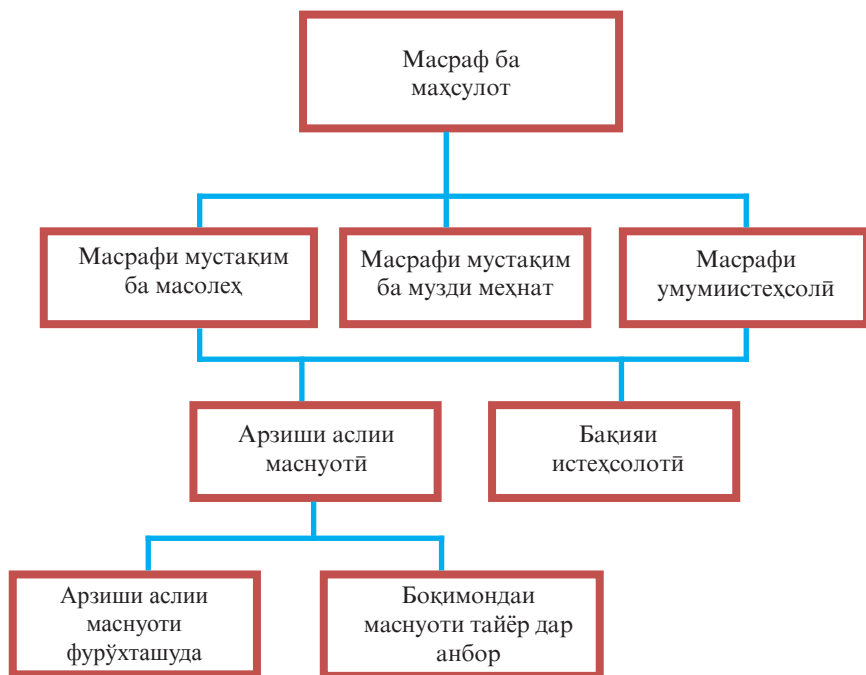 Масраф ба
маҳсулот
Масрафи мустақим
ба масолеҳ
Масрафи мустақим
ба музди меҳнат
Масрафи
умумиистеҳсолӣ
Арзиши аслии
маснуотӣ
Бақияи
истеҳсолотӣ
Арзиши аслии
маснуоти
фурӯхташуда
Боқимондаи
маснуоти тайёр дар
анбор